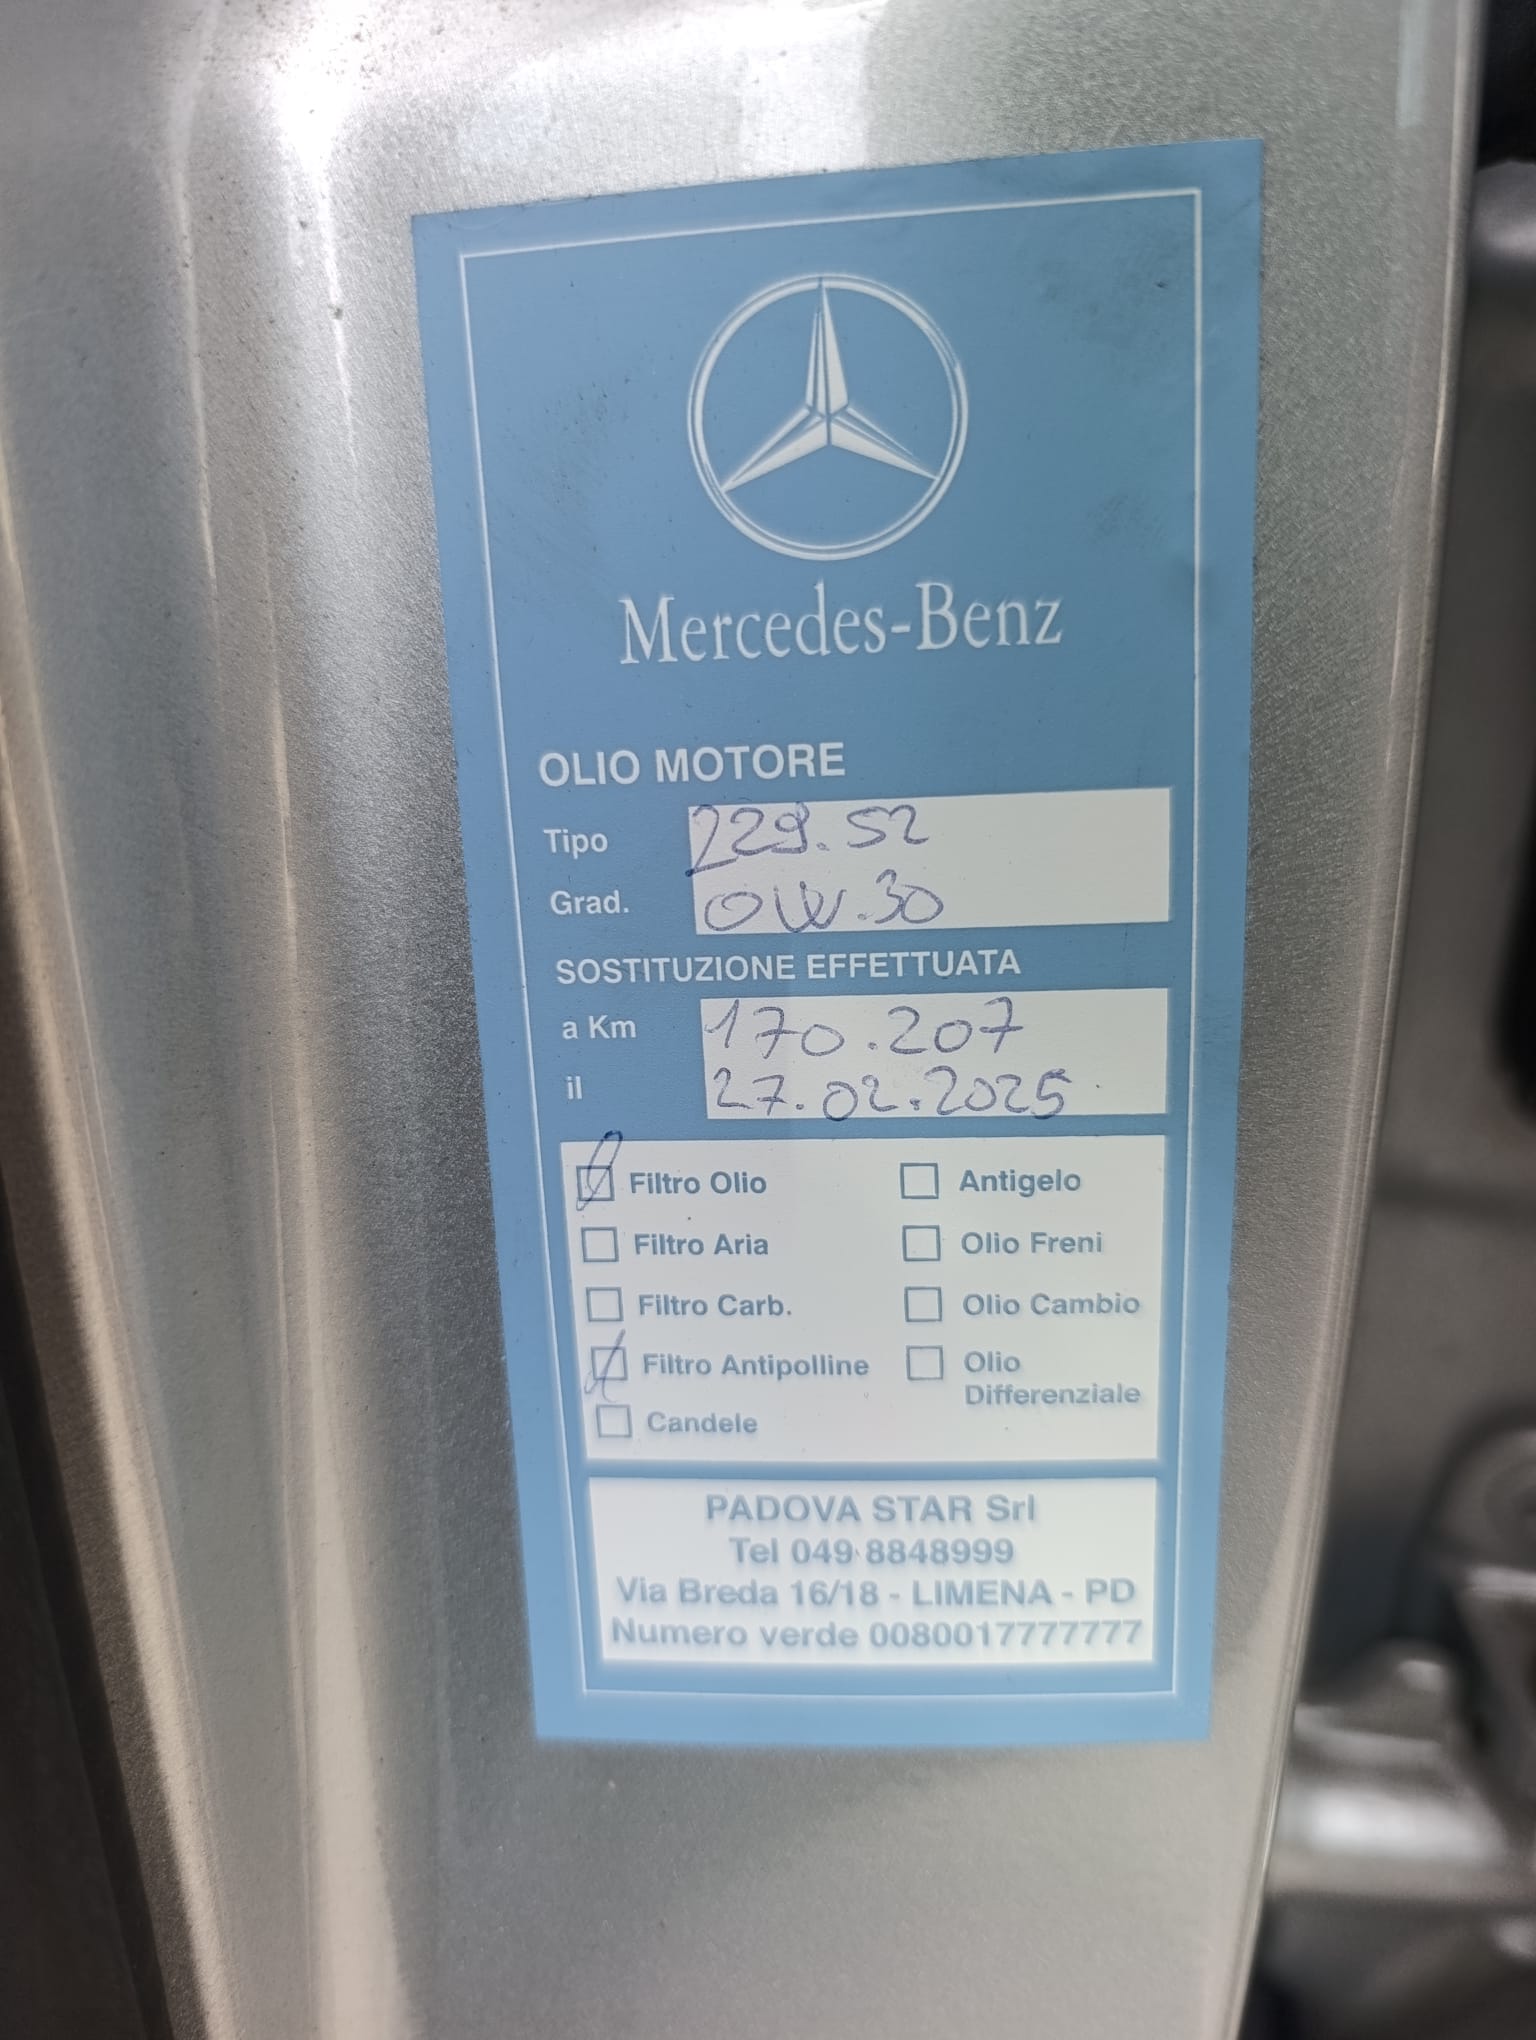 Mercedes-Benz
OLIO MOTORE
Tipo 229.52
Grad. 0W.30
SOSTITUZIONE EFFETTUATA
a Km 170.207
il 27.02.2025
Filtro Olio Antigelo
Filtro Aria Olio Freni
Filtro Carb. Olio Cambio
Filtro Antipolline Olio
Differenziale
Candele
PADOVA STAR Srl
Tel 049 8848999
Via Breda 16/18 - LIMENA - PD
Numero verde 0080017777777